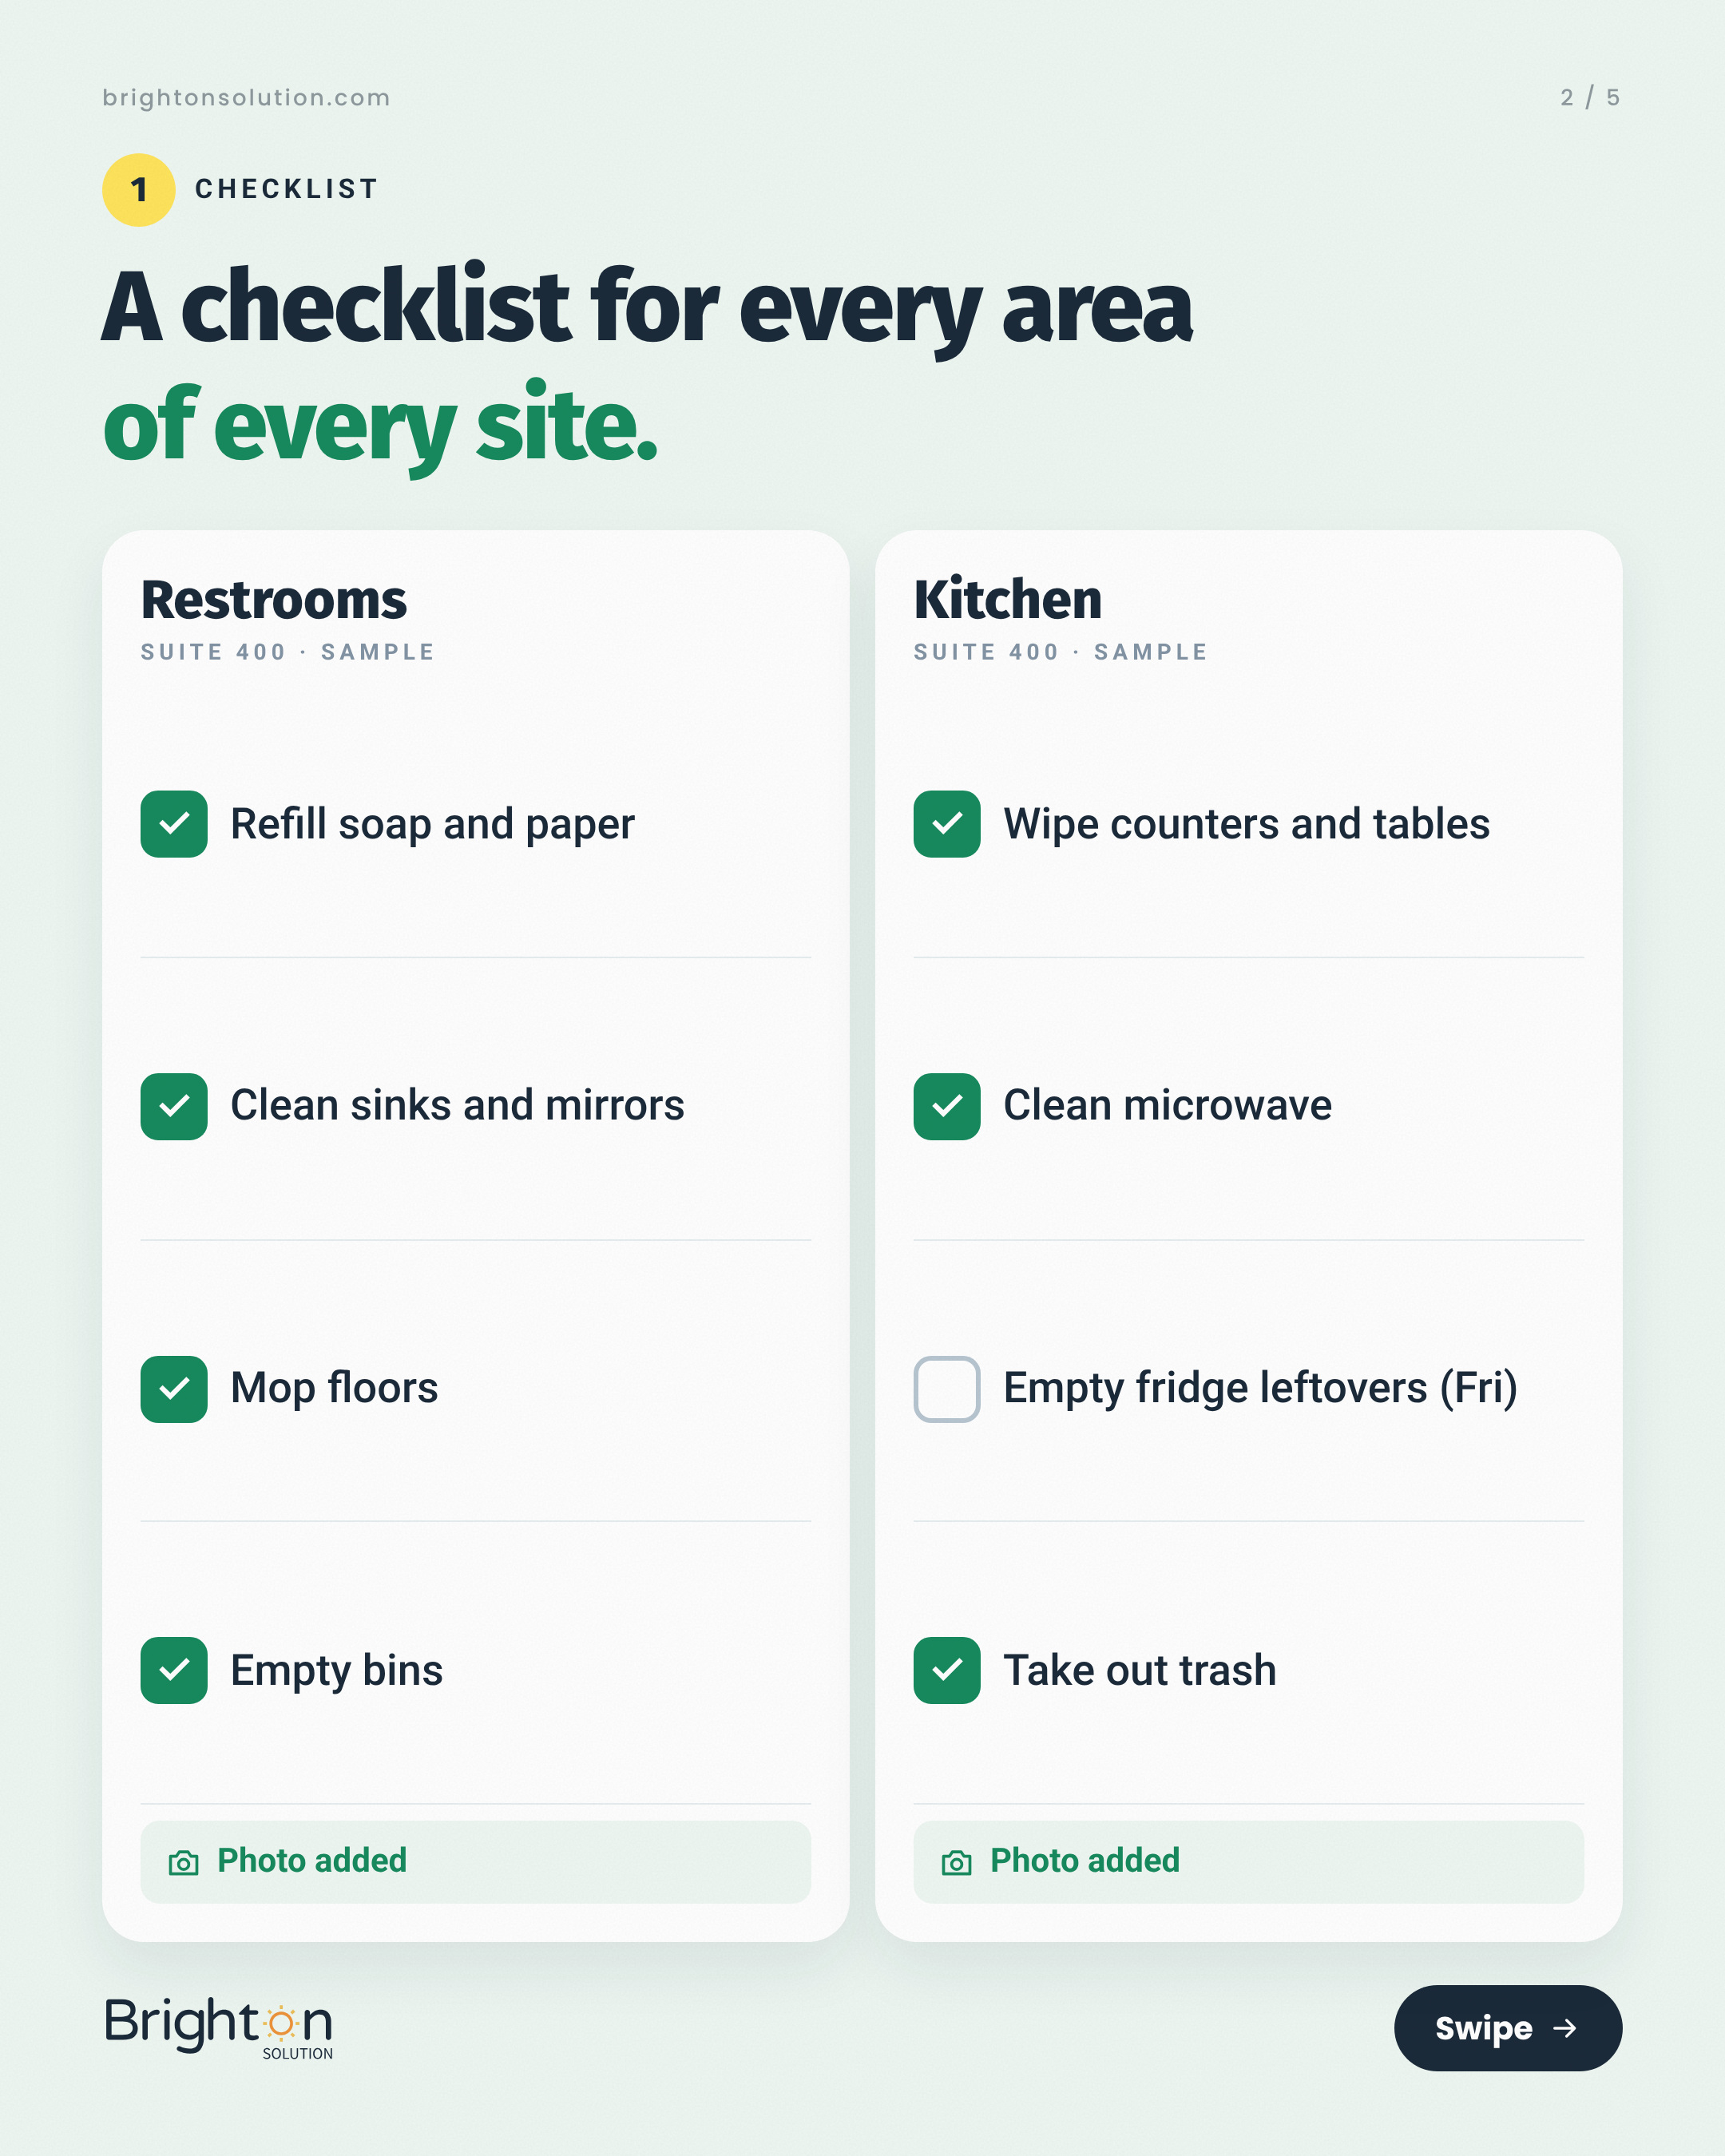 brightonsolution.com
2 / 5
1 CHECKLIST
A checklist for every area
of every site.
Restrooms
SUITE 400 · SAMPLE
Refill soap and paper
Clean sinks and mirrors
Mop floors
Empty bins
Photo added
Kitchen
SUITE 400 · SAMPLE
Wipe counters and tables
Clean microwave
Empty fridge leftovers (Fri)
Take out trash
Photo added
Brighton
SOLUTION
Swipe →